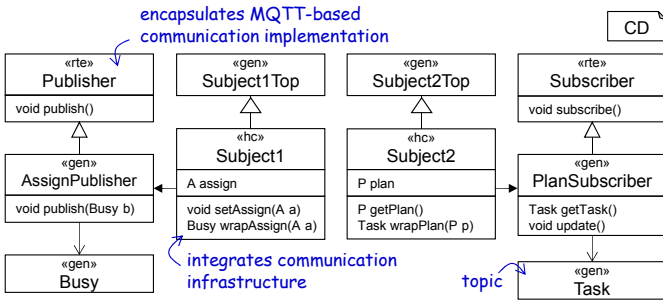 encapsulates MQTT-based
communication implementation
CD
«rte»
Publisher
void publish()
«gen»
Subject1Top
«gen»
Subject2Top
«rte»
Subscriber
void subscribe()
«gen»
AssignPublisher
void publish(Busy b)
«hc»
Subject1
A assign
void setAssign(A a)
Busy wrapAssign(A a)
«hc»
Subject2
P plan
P getPlan()
Task wrapPlan(P p)
«gen»
PlanSubscriber
Task getTask()
void update()
«gen»
Busy
integrates communication
infrastructure
topic
«gen»
Task